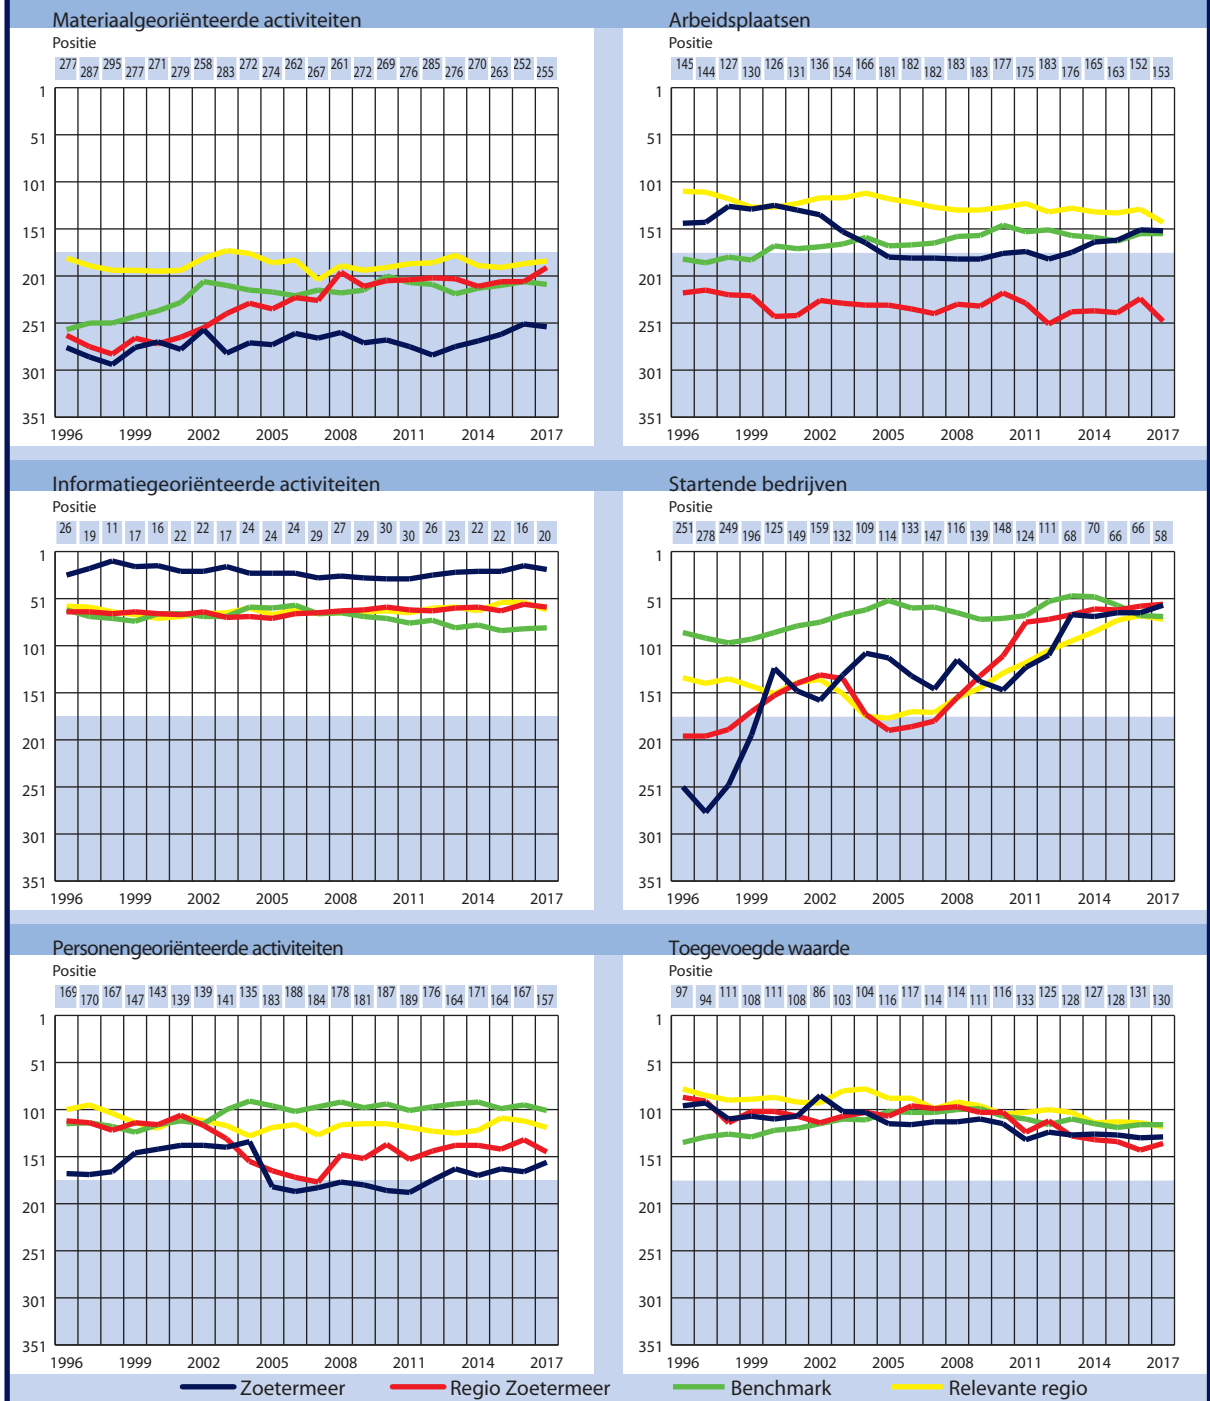 Materiaalgeoriënteerde activiteiten
Positie
277 287 295 277 271 279 258 283 272 274 262 267 261 272 269 276 285 276 270 263 252 255
1
51
101
151
201
251
301
351
1996 1999 2002 2005 2008 2011 2014 2017
Arbeidsplaatsen
Positie
145 144 127 130 126 131 136 154 166 181 182 182 183 183 177 175 183 176 165 163 152 153
1
51
101
151
201
251
301
351
1996 1999 2002 2005 2008 2011 2014 2017
Informatiegeoriënteerde activiteiten
Positie
26 19 11 17 16 22 22 17 24 24 24 29 27 29 30 30 26 23 22 22 16 20
1
51
101
151
201
251
301
351
1996 1999 2002 2005 2008 2011 2014 2017
Startende bedrijven
Positie
251 278 249 196 125 149 159 132 109 114 133 147 116 139 148 124 111 68 70 66 66 58
1
51
101
151
201
251
301
351
1996 1999 2002 2005 2008 2011 2014 2017
Personengeoriënteerde activiteiten
Positie
169 170 167 147 143 139 139 141 135 183 188 184 178 181 187 189 176 164 171 164 167 157
1
51
101
151
201
251
301
351
1996 1999 2002 2005 2008 2011 2014 2017
Toegevoegde waarde
Positie
97 94 111 108 111 108 86 103 104 116 117 114 114 111 116 133 125 128 127 128 131 130
1
51
101
151
201
251
301
351
1996 1999 2002 2005 2008 2011 2014 2017
Zoetermeer Regio Zoetermeer Benchmark Relevante regio